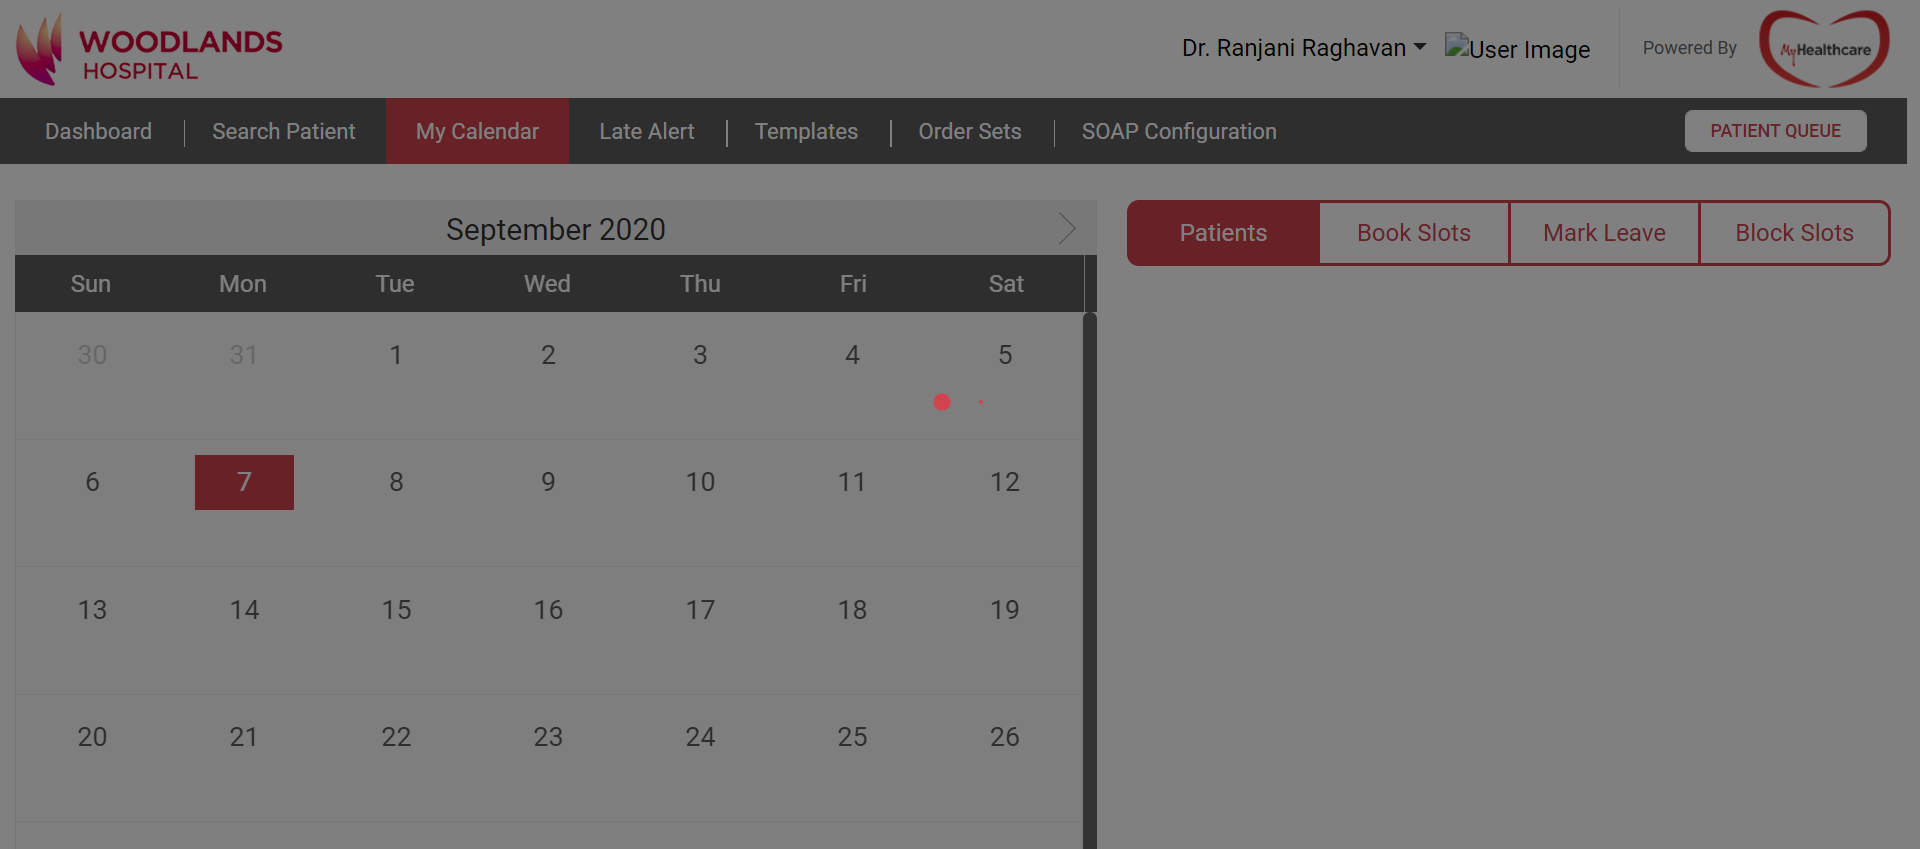 WOODLANDS
HOSPITAL
Dr. Ranjani Raghavan
User Image
Powered By
MyHealthcare
Dashboard
Search Patient
My Calendar
Late Alert
Templates
Order Sets
SOAP Configuration
PATIENT QUEUE
September 2020
Patients
Book Slots
Mark Leave
Block Slots
Sun Mon Tue Wed Thu Fri Sat
30 31 1 2 3 4 5
6 7 8 9 10 11 12
13 14 15 16 17 18 19
20 21 22 23 24 25 26